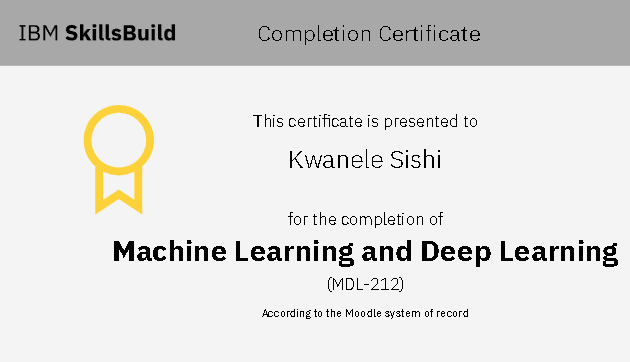 IBM SkillsBuild
Completion Certificate
This certificate is presented to
Kwanele Sishi
for the completion of
Machine Learning and Deep Learning
(MDL-212)
According to the Moodle system of record